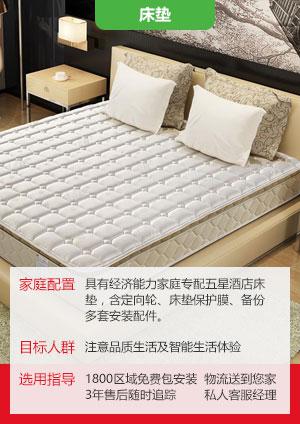 床垫
家庭配置 具有经济能力家庭专配五星酒店床
垫，含定向轮、床垫保护膜、备份
多套安装配件。
目标人群 注意品质生活及智能生活体验
选用指导 1800区域免费包安装 物流送到您家
3年售后随时追踪 私人客服经理